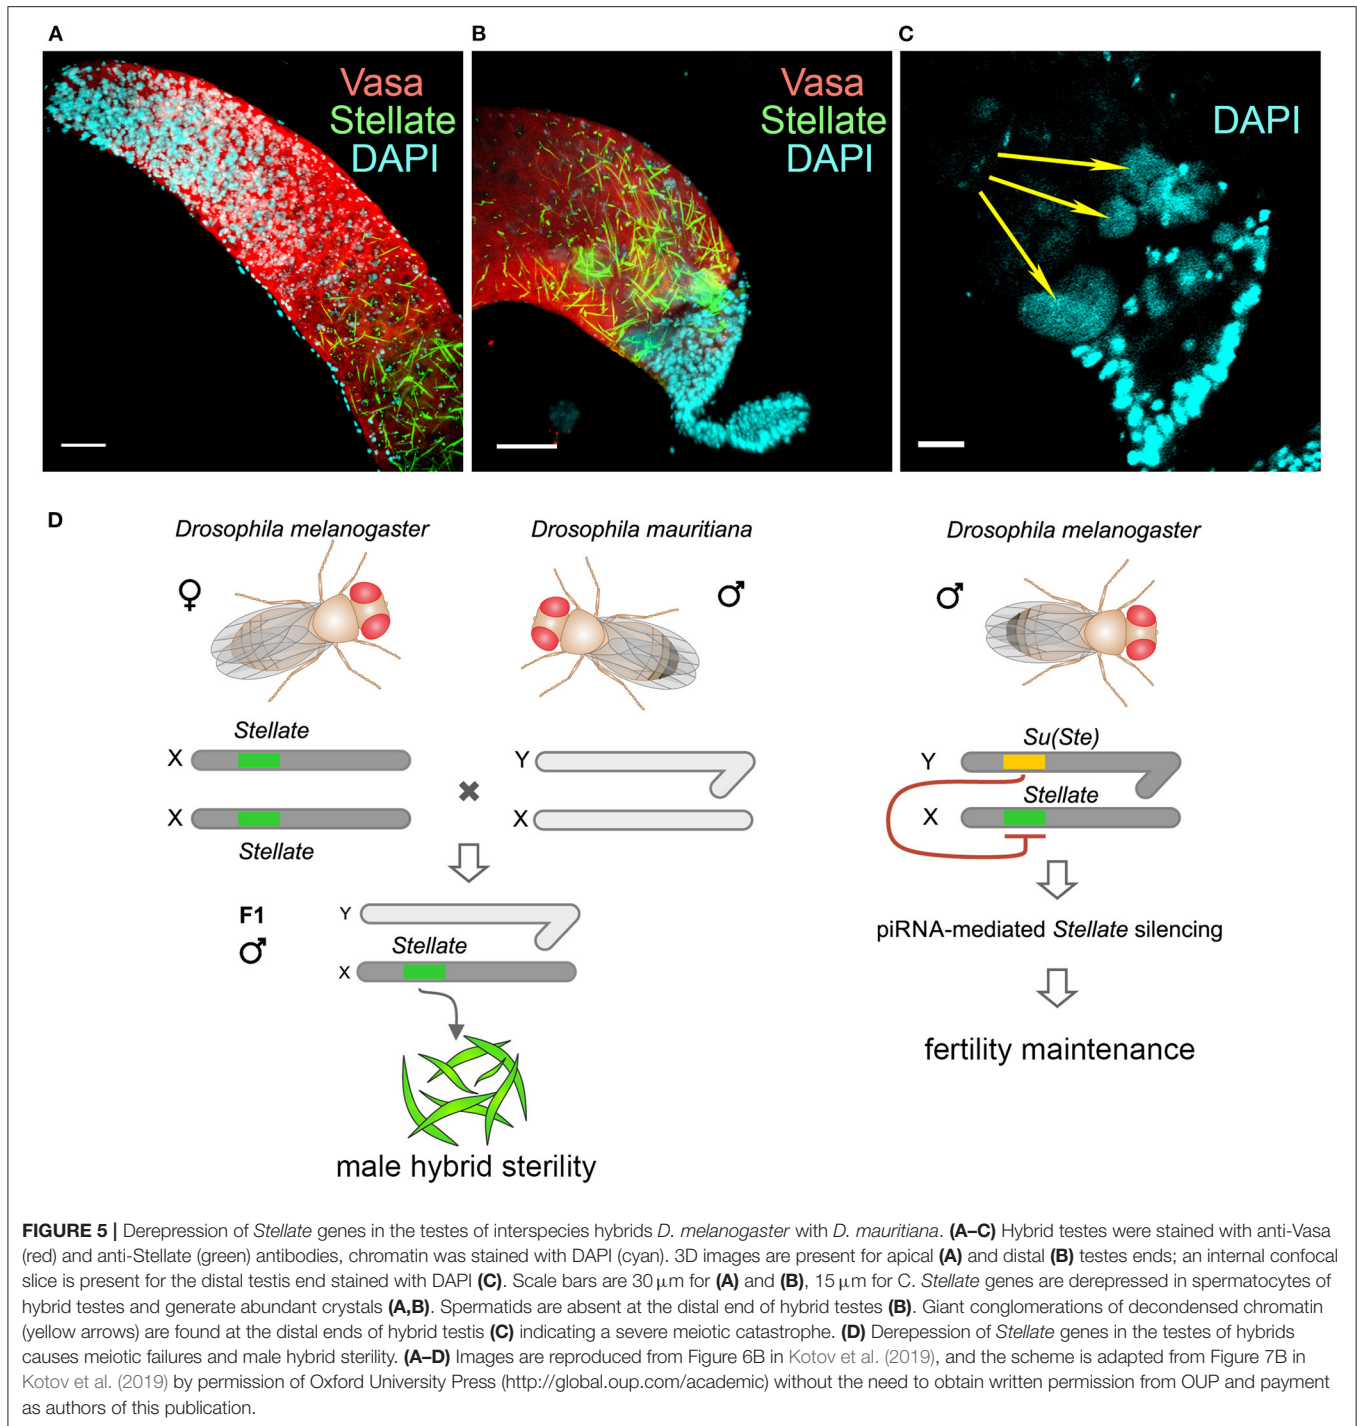 A
B
C
Vasa
Stellate
DAPI
Vasa
Stellate
DAPI
DAPI
D
Drosophila melanogaster
Drosophila mauritiana
Drosophila melanogaster
♀
♂
♂
Stellate
X
X
Stellate
Y
X
✖
Su(Ste)
Y
Stellate
X
F1
♂
Y
Stellate
X
piRNA-mediated Stellate silencing
fertility maintenance
male hybrid sterility
FIGURE 5 | Derepression of Stellate genes in the testes of interspecies hybrids D. melanogaster with D. mauritiana. (A–C) Hybrid testes were stained with anti-Vasa
(red) and anti-Stellate (green) antibodies, chromatin was stained with DAPI (cyan). 3D images are present for apical (A) and distal (B) testes ends; an internal confocal
slice is present for the distal testis end stained with DAPI (C). Scale bars are 30 μm for (A) and (B), 15 μm for C. Stellate genes are derepressed in spermatocytes of
hybrid testes and generate abundant crystals (A,B). Spermatids are absent at the distal end of hybrid testes (B). Giant conglomerations of decondensed chromatin
(yellow arrows) are found at the distal ends of hybrid testis (C) indicating a severe meiotic catastrophe. (D) Derepession of Stellate genes in the testes of hybrids
causes meiotic failures and male hybrid sterility. (A–D) Images are reproduced from Figure 6B in Kotov et al. (2019), and the scheme is adapted from Figure 7B in
Kotov et al. (2019) by permission of Oxford University Press (http://global.oup.com/academic) without the need to obtain written permission from OUP and payment
as authors of this publication.